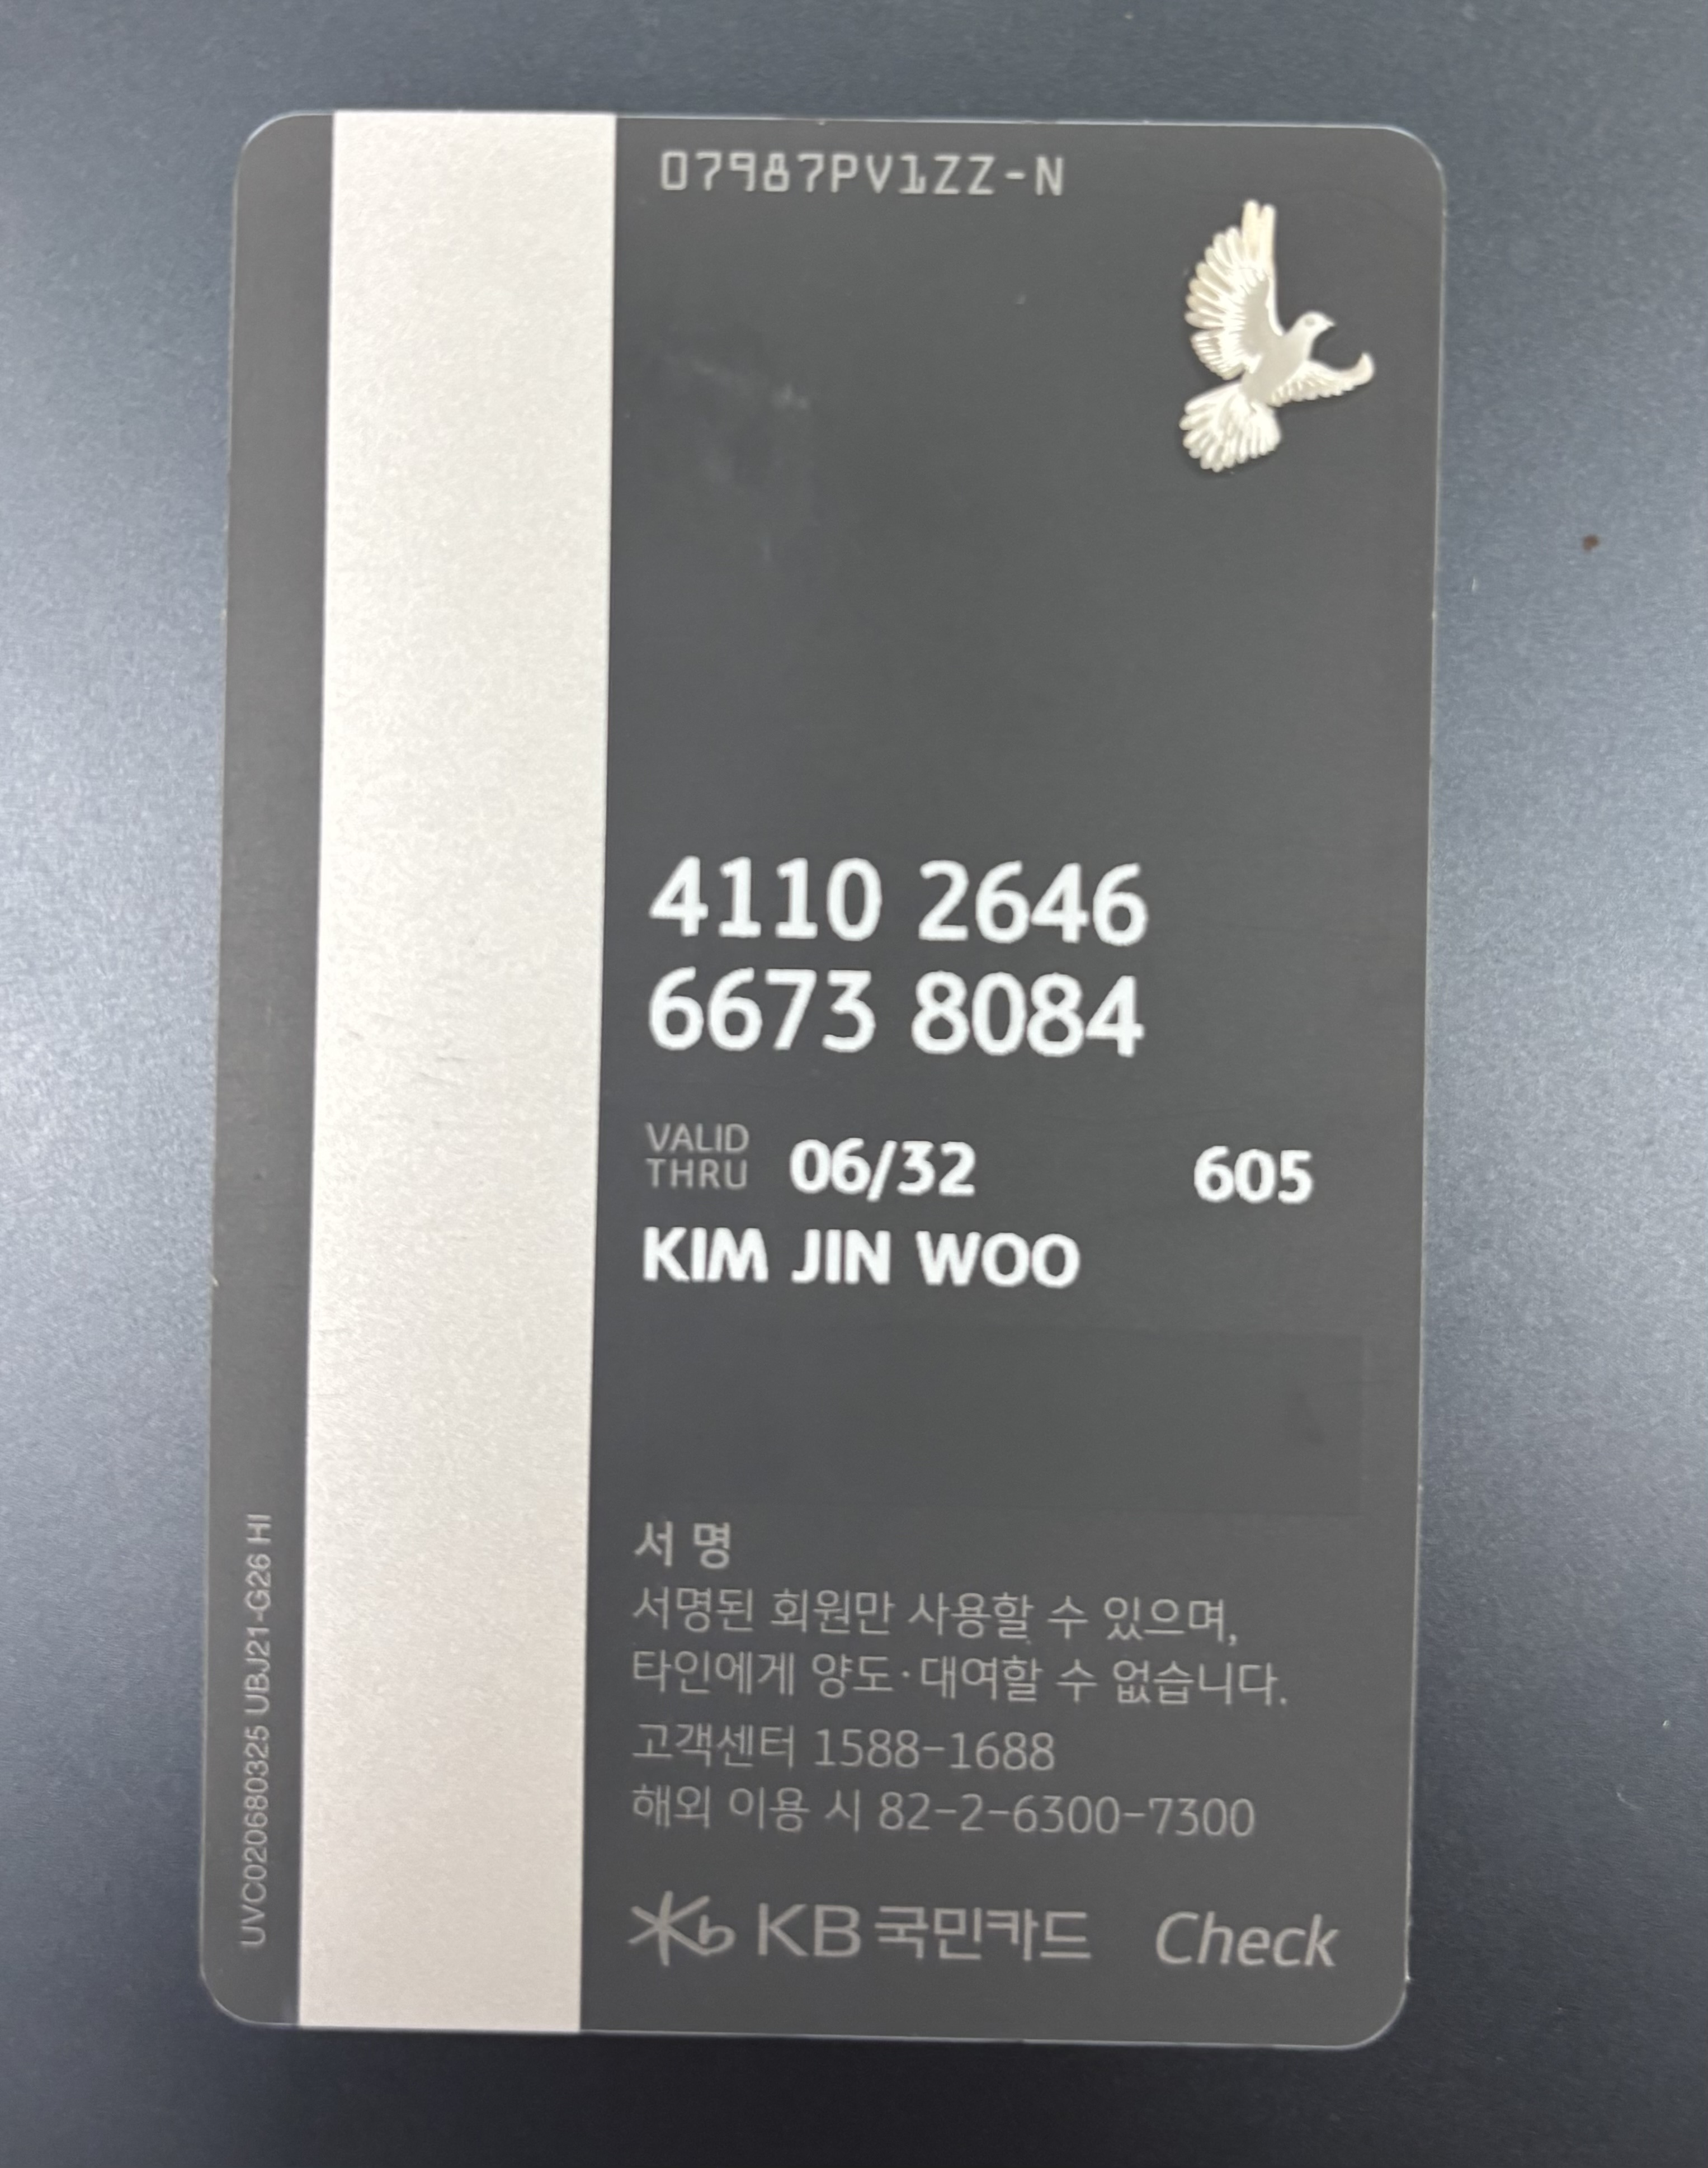 07987PV1ZZ-N
4110 2646
6673 8084
VALID
THRU 06/32 605
KIM JIN WOO
서 명
서명된 회원만 사용할 수 있으며,
타인에게 양도·대여할 수 없습니다.
고객센터 1588-1688
해외 이용 시 82-2-6300-7300
Kb KB국민카드 Check
UVC020680325 UBJ21-G26 HI